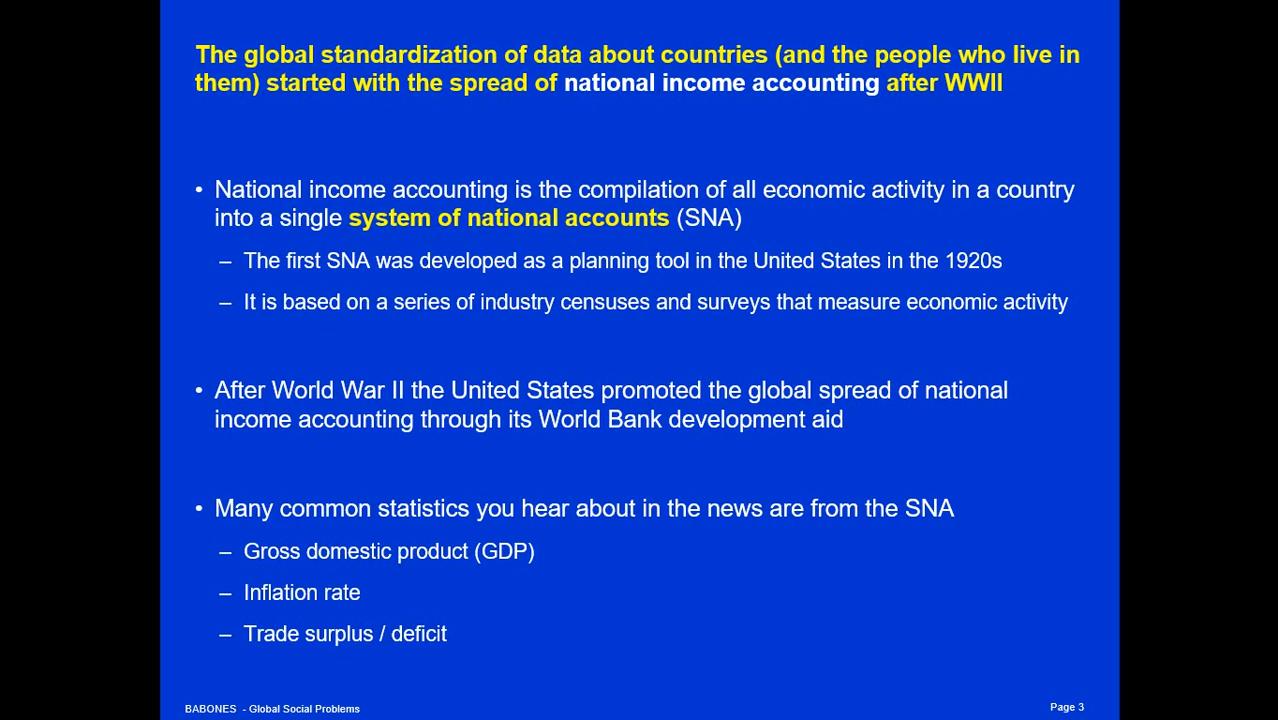 The global standardization of data about countries (and the people who live in
them) started with the spread of national income accounting after WWII
• National income accounting is the compilation of all economic activity in a country
into a single system of national accounts (SNA)
– The first SNA was developed as a planning tool in the United States in the 1920s
– It is based on a series of industry censuses and surveys that measure economic activity
• After World War II the United States promoted the global spread of national
income accounting through its World Bank development aid
• Many common statistics you hear about in the news are from the SNA
– Gross domestic product (GDP)
– Inflation rate
– Trade surplus / deficit
BABONES - Global Social Problems
Page 3